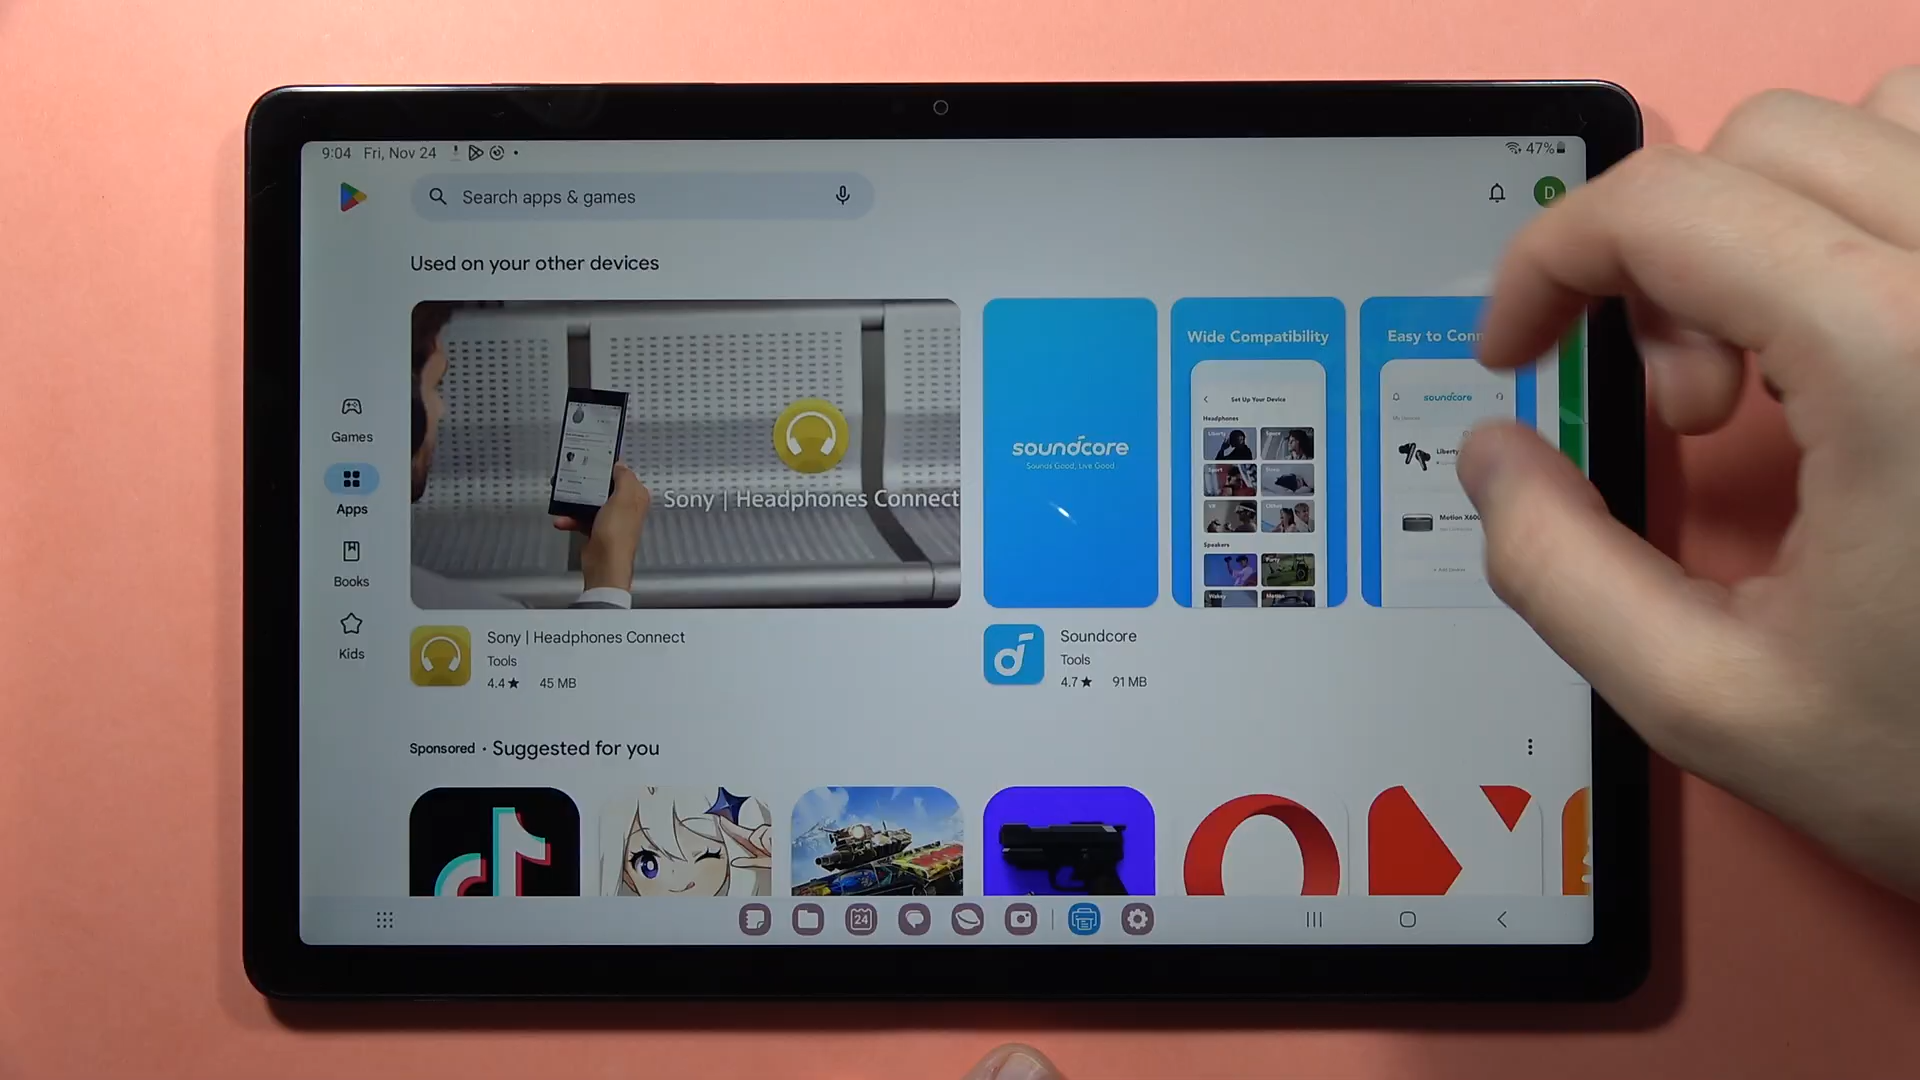 9:04 Fri, Nov 24
47%
Search apps & games
D
Used on your other devices
Wide Compatibility
Easy to Conn
Set Up Your Device
Headphones
soundcore
Sounds Good, Live Good
soundcore
Liberty
Motion X600
Speakers
Sony | Headphones Connect
Games
Apps
Books
Kids
Sony | Headphones Connect
Tools
4.4★ 45 MB
Soundcore
Tools
4.7★ 91 MB
Sponsored · Suggested for you
24